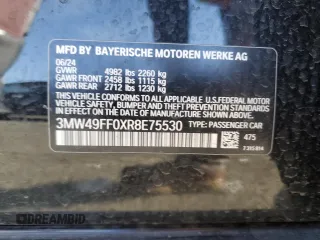 MFD. BY BAYERISCHE MOTOREN WERKE AG
06/24
GVWR 4982 lbs 2260 kg
GAWR FRONT 2458 lbs 1115 kg
GAWR REAR 2712 lbs 1230 kg
THIS VEHICLE CONFORMS TO ALL APPLICABLE U.S. FEDERAL MOTOR VEHICLE
SAFETY, BUMPER, AND THEFT PREVENTION STANDARDS
IN EFFECT ON THE DATE OF MANUFACTURE SHOWN ABOVE.
3MW49FF0XR8E75530 TYPE: PASSENGER CAR
475
DREAMBID